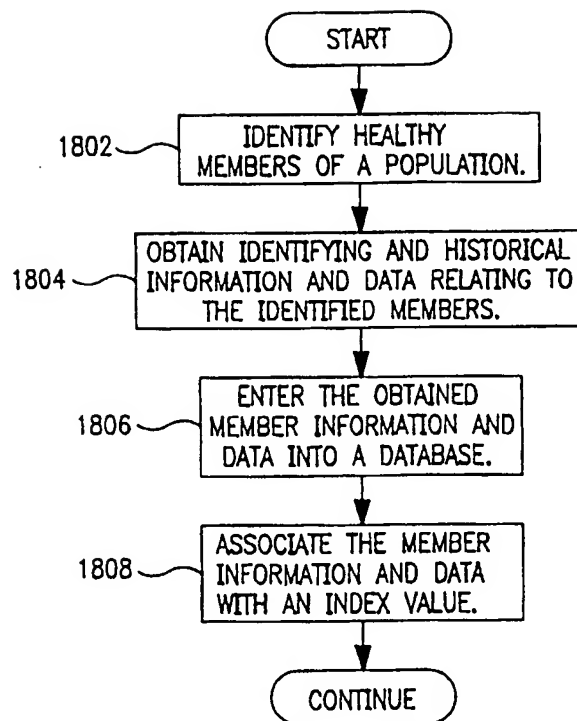 START
1802
IDENTIFY HEALTHY
MEMBERS OF A POPULATION.
1804
OBTAIN IDENTIFYING AND HISTORICAL
INFORMATION AND DATA RELATING TO
THE IDENTIFIED MEMBERS.
1806
ENTER THE OBTAINED
MEMBER INFORMATION AND
DATA INTO A DATABASE.
1808
ASSOCIATE THE MEMBER
INFORMATION AND DATA
WITH AN INDEX VALUE.
CONTINUE